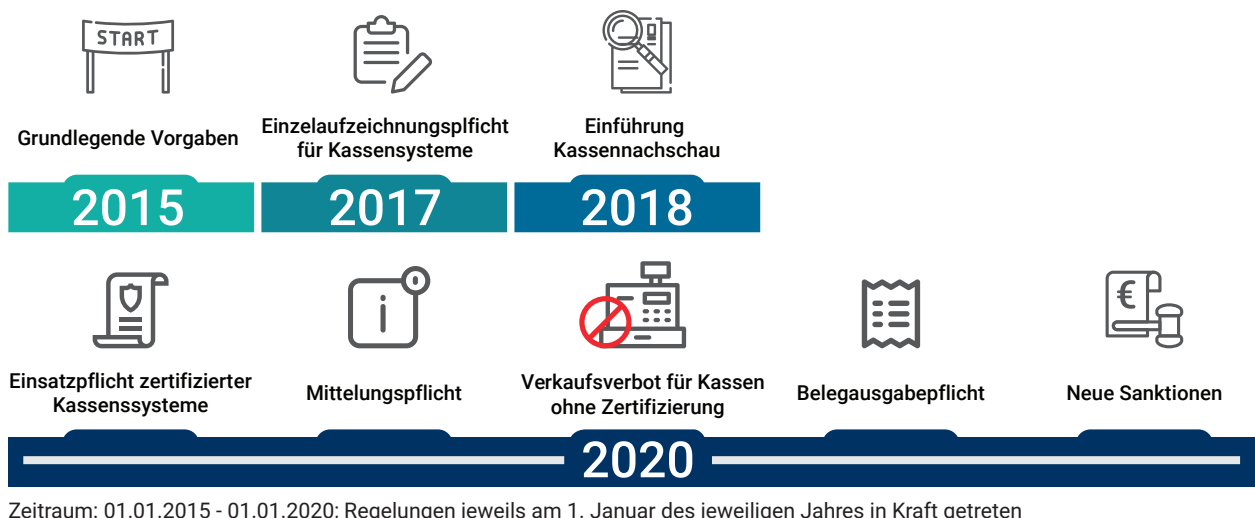 START
Grundlegende Vorgaben
Einzelaufzeichnungsplficht
für Kassensysteme
Einführung
Kassennachschau
2015
2017
2018
€
Einsatzpflicht zertifizierter
Kassenssysteme
Mittelungspflicht
Verkaufsverbot für Kassen
ohne Zertifizierung
Belegausgabepflicht
Neue Sanktionen
2020
Zeitraum: 01.01.2015 - 01.01.2020; Regelungen jeweils am 1. Januar des jeweiligen Jahres in Kraft getreten